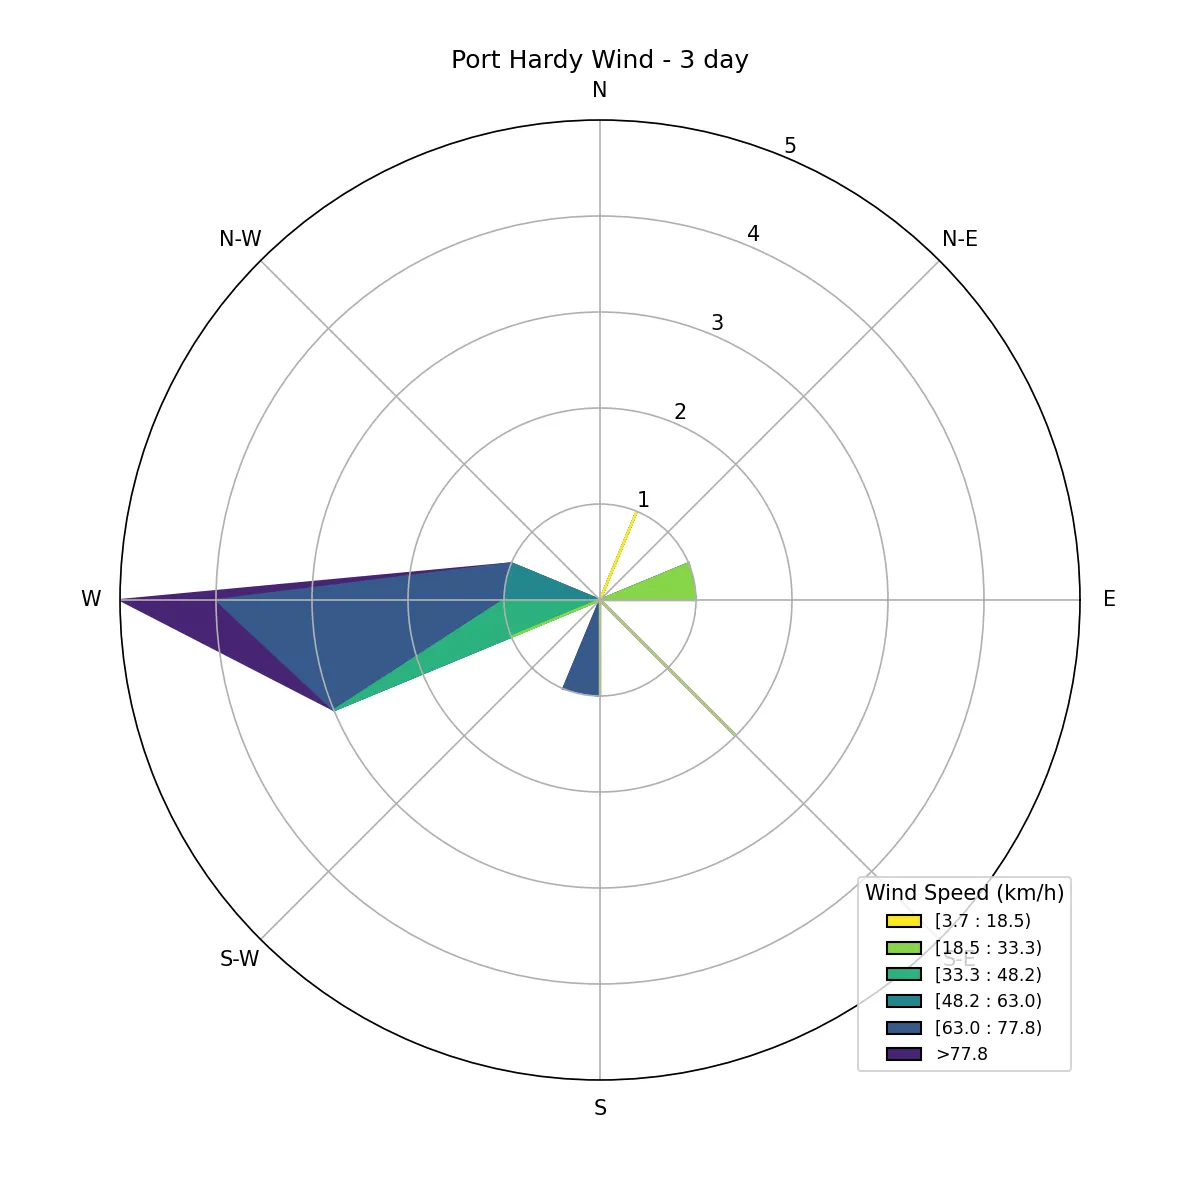 Port Hardy Wind - 3 day
N
5
N-W
4
N-E
3
2
1
W
E
Wind Speed (km/h)
[3.7 : 18.5)
[18.5 : 33.3)
S-W
S-E
[33.3 : 48.2)
[48.2 : 63.0)
[63.0 : 77.8)
>77.8
S